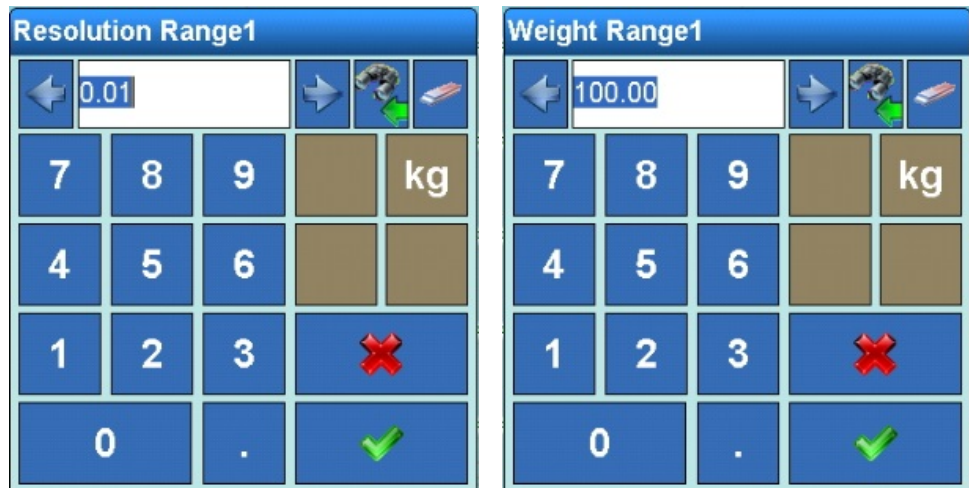 Resolution Range1
0.01
7 8 9 kg
4 5 6
1 2 3
0 .
Weight Range1
100.00
7 8 9 kg
4 5 6
1 2 3
0 .